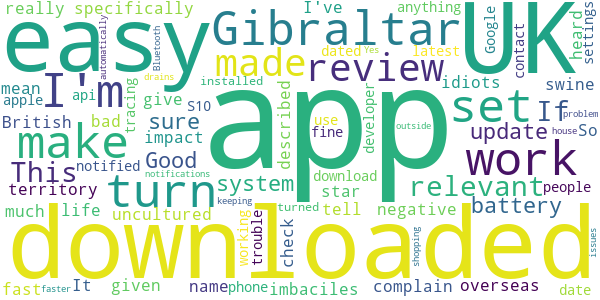 really specifically I've anything latest
easy Gibraltar UK
automatically Bluetooth dated Yes Google contact heard settings
made review
mean drains installed idiots swine
I'm app set If
apple api tracing give S10 developer fine problem
British bad sure use update So
make notified impact described
This Good download outside house people
territory notifications star work
turn system relevant
much life keeping tell negative battery
uncultured turned
working trouble check complain shopping issues
downloaded
fast It name phone imbaciles overseas
faster given date